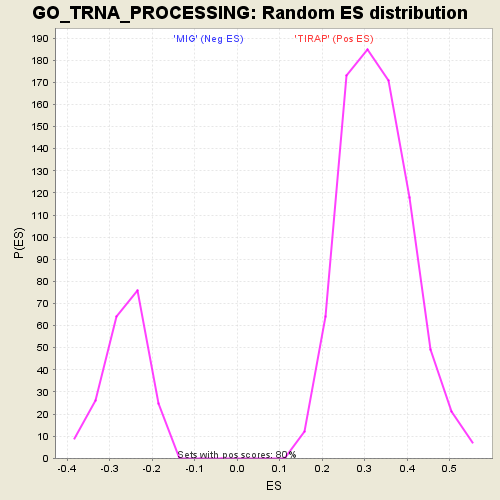 GO_TRNA_PROCESSING: Random ES distribution
'MIG' (Neg ES)
'TIRAP' (Pos ES)
190
180
170
160
150
140
130
120
110
100
90
80
70
60
50
40
30
20
10
0
P(ES)
Sets with pos scores: 80%
-0.4 -0.3 -0.2 -0.1 0.0 0.1 0.2 0.3 0.4 0.5
ES